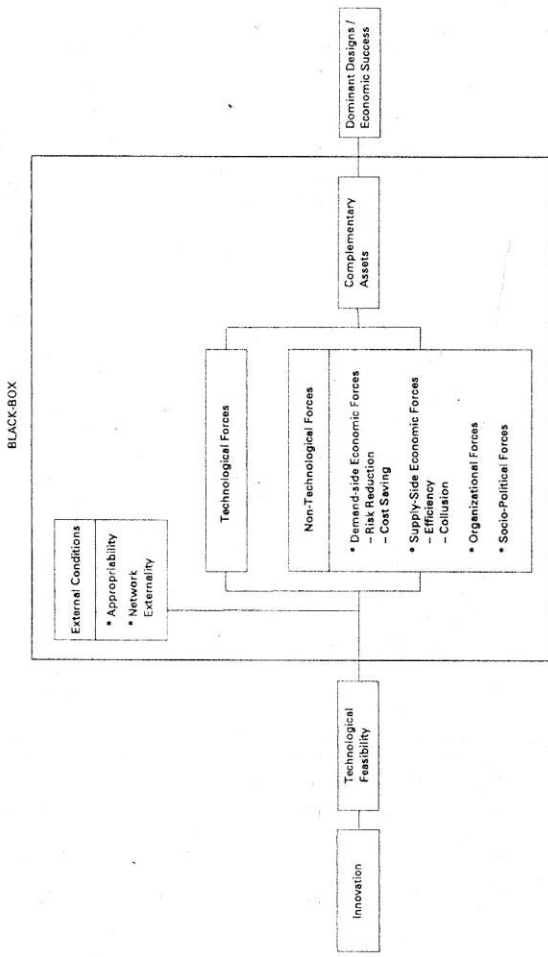 BLACK-BOX
Innovation
Technological
Feasibility
External Conditions
* Appropriability
* Network
Externality
Technological Forces
Non-Technological Forces
* Demand-side Economic Forces
– Risk Reduction
– Cost Saving
* Supply-Side Economic Forces
– Efficiency
– Collusion
* Organizational Forces
* Socio-Political Forces
Complementary
Assets
Dominant Designs /
Economic Success